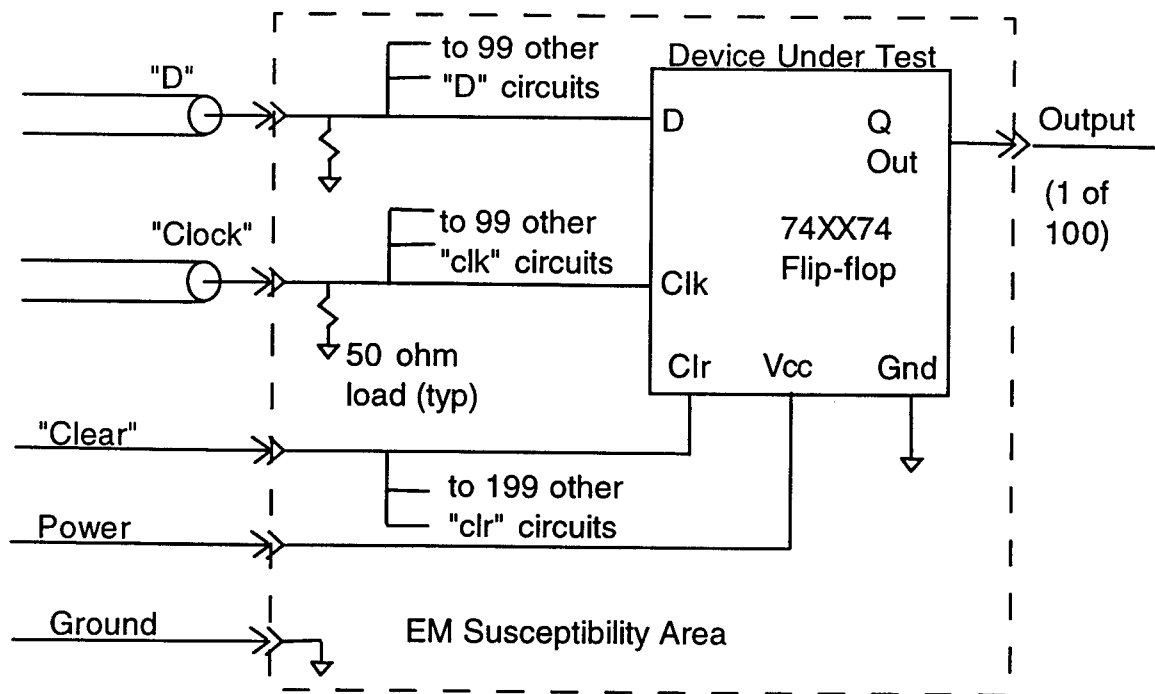 to 99 other
"D" circuits
Device Under Test
"D"
D
Q
Out
Output
(1 of
100)
"Clock"
to 99 other
"clk" circuits
74XX74
Flip-flop
Clk
50 ohm
load (typ)
Clr
Vcc
Gnd
"Clear"
to 199 other
"clr" circuits
Power
Ground
EM Susceptibility Area